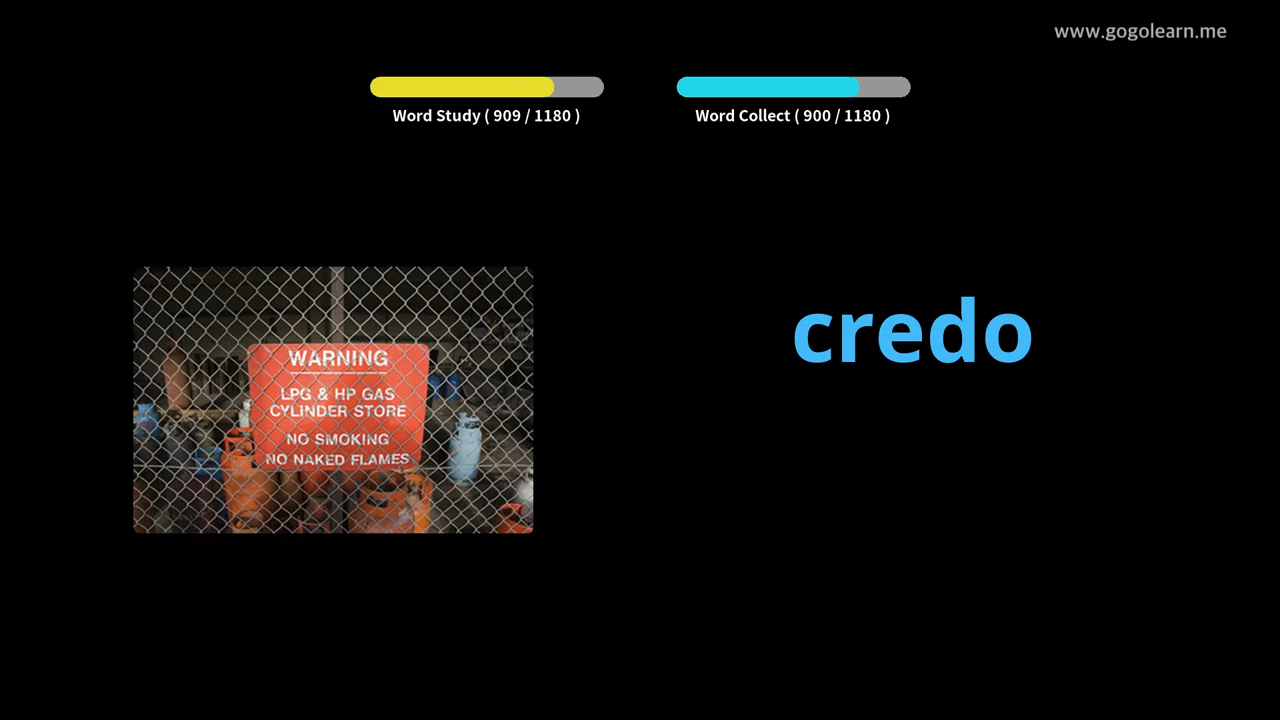 www.gogolearn.me
Word Study ( 909 / 1180 )
Word Collect ( 900 / 1180 )
WARNING
LPG & HP GAS
CYLINDER STORE
NO SMOKING
NO NAKED FLAMES
credo